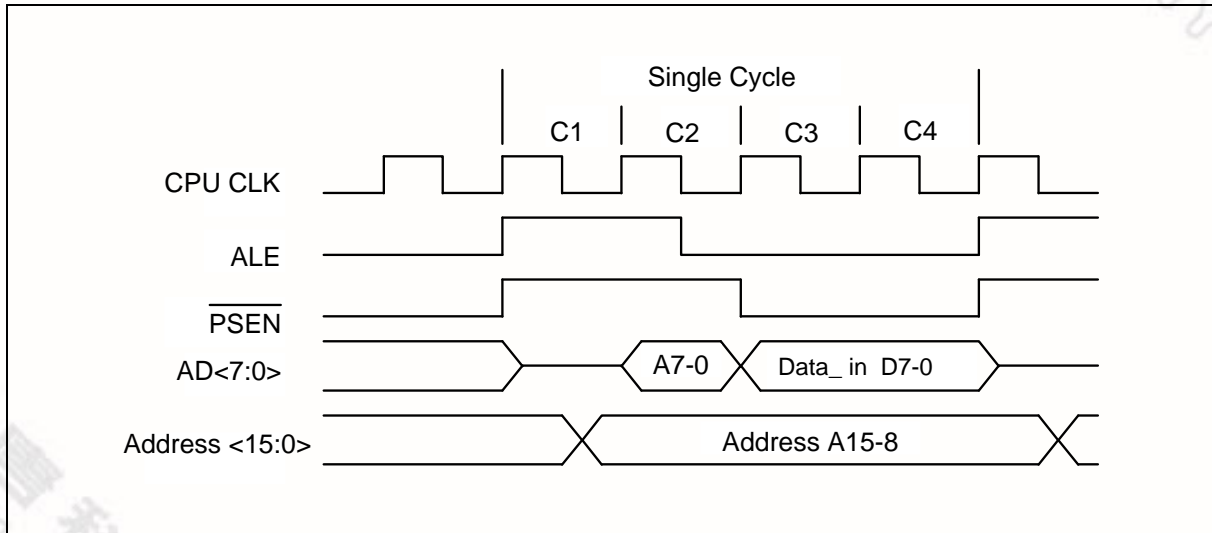 Single Cycle
C1 C2 C3 C4
CPU CLK
ALE
PSEN
AD<7:0> A7-0 Data_ in D7-0
Address <15:0> Address A15-8